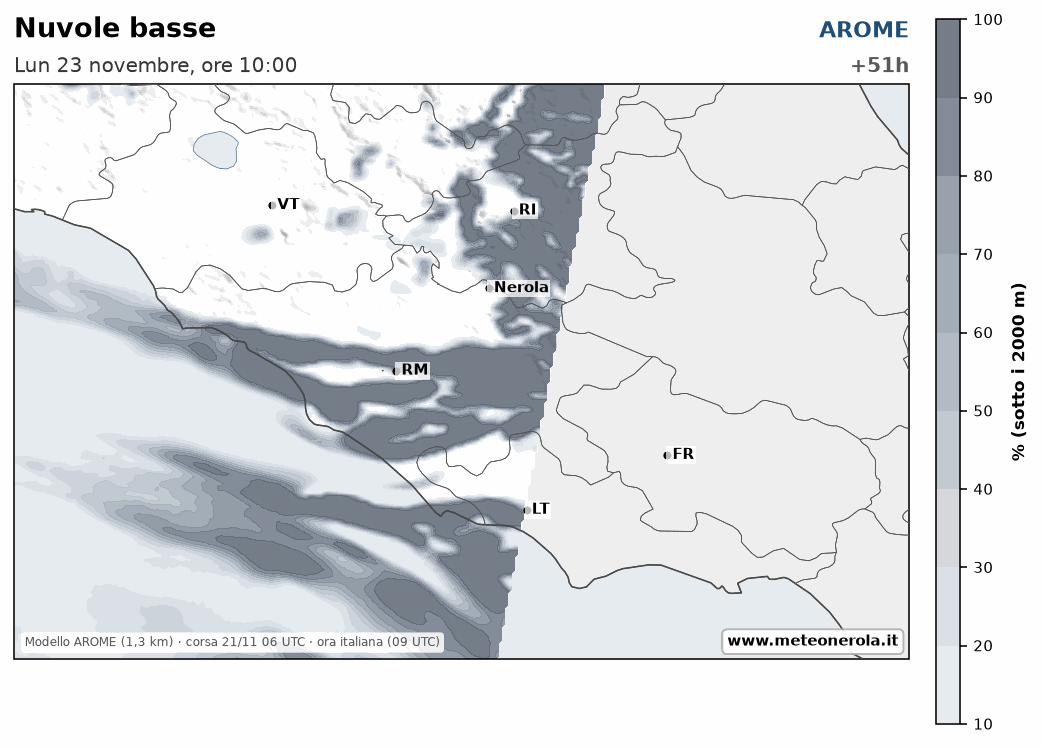 Nuvole basse
AROME
Lun 23 novembre, ore 10:00
+51h
VT
RI
Nerola
RM
FR
LT
Modello AROME (1,3 km) · corsa 21/11 06 UTC · ora italiana (09 UTC)
www.meteonerola.it
100
90
80
70
60
50
40
30
20
10
% (sotto i 2000 m)